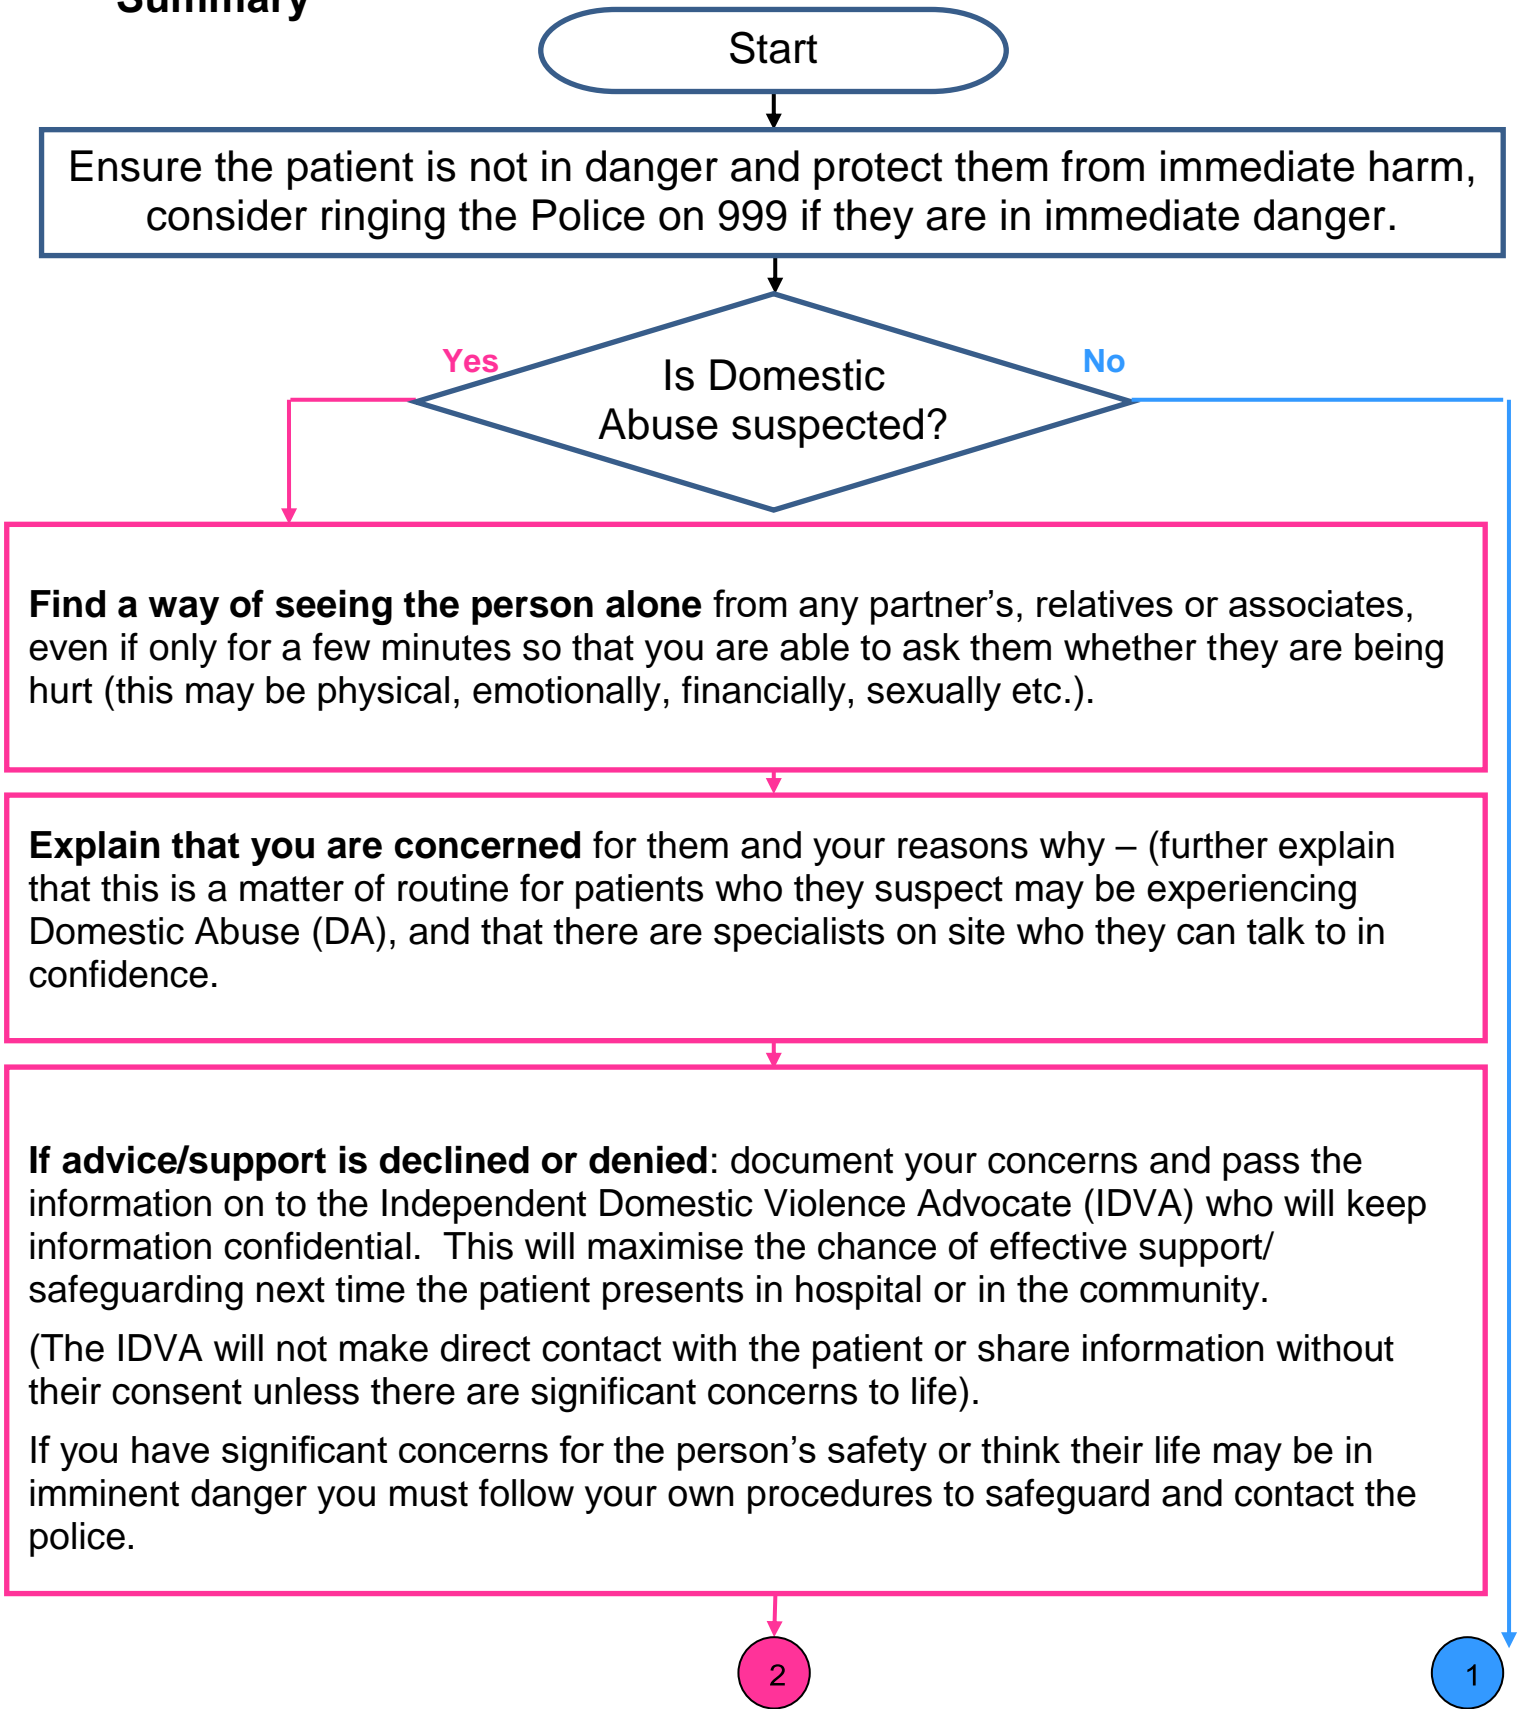 Summary
Start
Ensure the patient is not in danger and protect them from immediate harm,
consider ringing the Police on 999 if they are in immediate danger.
Yes
No
Is Domestic
Abuse suspected?
Find a way of seeing the person alone from any partner’s, relatives or associates,
even if only for a few minutes so that you are able to ask them whether they are being
hurt (this may be physical, emotionally, financially, sexually etc.).
Explain that you are concerned for them and your reasons why – (further explain
that this is a matter of routine for patients who they suspect may be experiencing
Domestic Abuse (DA), and that there are specialists on site who they can talk to in
confidence.
If advice/support is declined or denied: document your concerns and pass the
information on to the Independent Domestic Violence Advocate (IDVA) who will keep
information confidential.  This will maximise the chance of effective support/
safeguarding next time the patient presents in hospital or in the community.
(The IDVA will not make direct contact with the patient or share information without
their consent unless there are significant concerns to life).
If you have significant concerns for the person’s safety or think their life may be in
imminent danger you must follow your own procedures to safeguard and contact the
police.
2
1